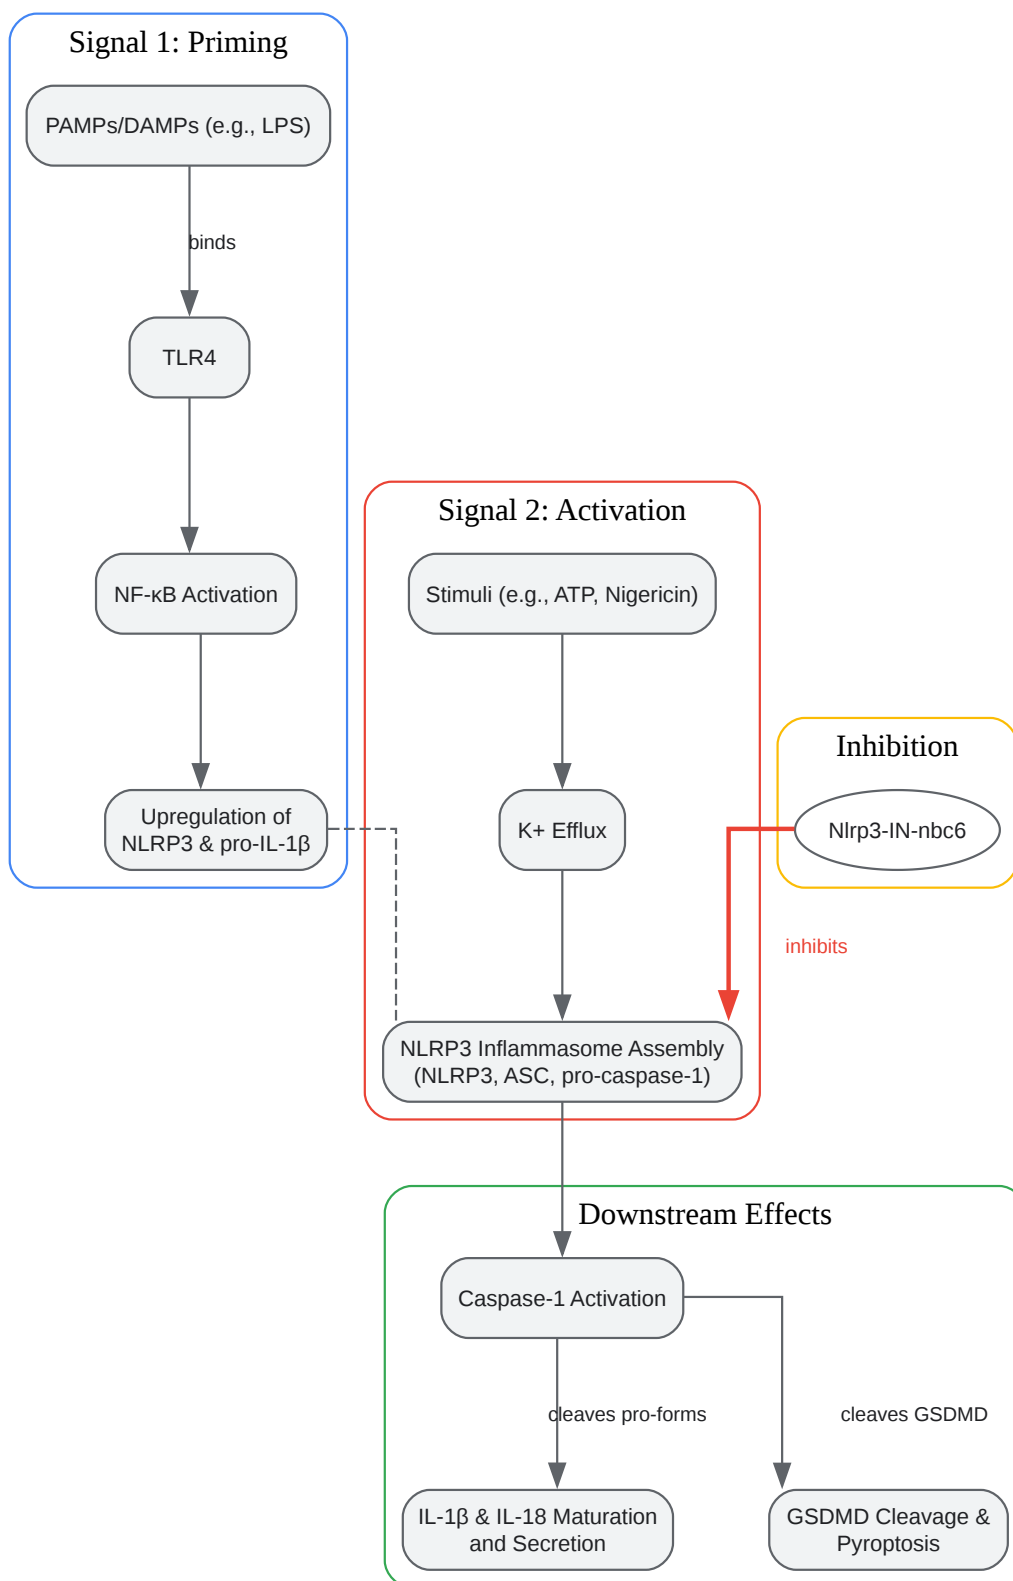 Signal 1: Priming
PAMPs/DAMPs (e.g., LPS)
binds
TLR4
NF-κB Activation
Upregulation of
NLRP3 & pro-IL-1β
Signal 2: Activation
Stimuli (e.g., ATP, Nigericin)
K+ Efflux
NLRP3 Inflammasome Assembly
(NLRP3, ASC, pro-caspase-1)
Inhibition
Nlrp3-IN-nbc6
inhibits
Downstream Effects
Caspase-1 Activation
cleaves pro-forms
cleaves GSDMD
IL-1β & IL-18 Maturation
and Secretion
GSDMD Cleavage &
Pyroptosis